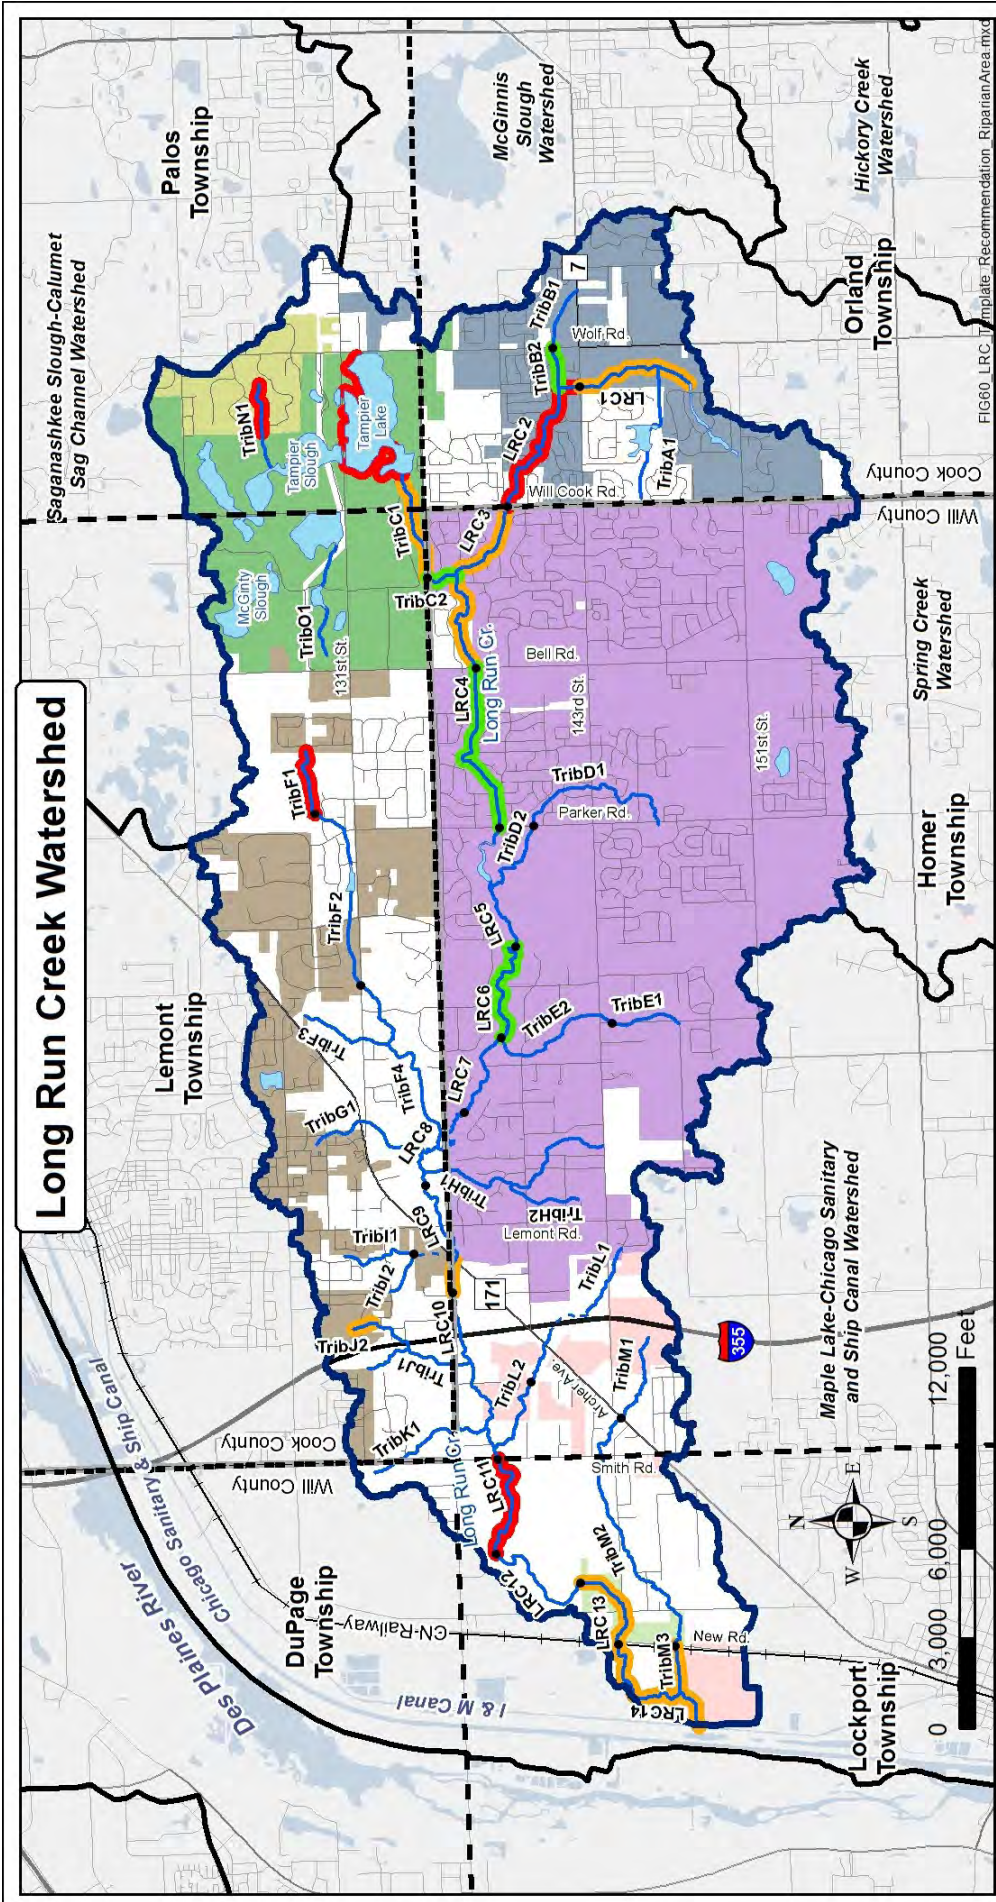 Long Run Creek Watershed
Saganashkee Slough-Calumet
Sag Channel Watershed
Palos
Township
McGinnis
Slough
Watershed
Hickory Creek
Watershed
Orland
Township
Lemont
Township
DuPage
Township
Lockport
Township
Homer
Township
Spring Creek
Watershed
Maple Lake-Chicago Sanitary
and Ship Canal Watershed
Des Plaines River
Chicago Sanitary & Ship Canal
I & M Canal
CN-Railway
Cook County
Will County
Cook County
Will County
TribN1
Tampier
Slough
Tampier
Lake
McGinty
Slough
TribO1
131st St.
TribC1
TribC2
TribF1
TribF2
TribF3
TribF4
TribG1
TribI1
TribI2
TribJ2
TribJ1
TribK1
TribB1
TribB2
7
Wolf Rd.
LRC1
LRC2
TribA1
Will Cook Rd.
LRC3
Bell Rd.
LRC4
Long Run Cr.
143rd St.
151st St.
TribD1
TribD2
Parker Rd.
LRC5
LRC6
TribE2
TribE1
LRC7
LRC8
TribH1
TribH2
LRC9
Lemont Rd.
LRC10
171
TribL1
TribL2
355
TribM1
Archer Ave.
Long Run Cr.
LRC11
Smith Rd.
LRC12
TribM2
LRC13
TribM3
New Rd.
LRC14
N
W
E
S
0
3,000
6,000
12,000
Feet
FIG60_LRC_Template_Recommendation_RiparianArea.mxd